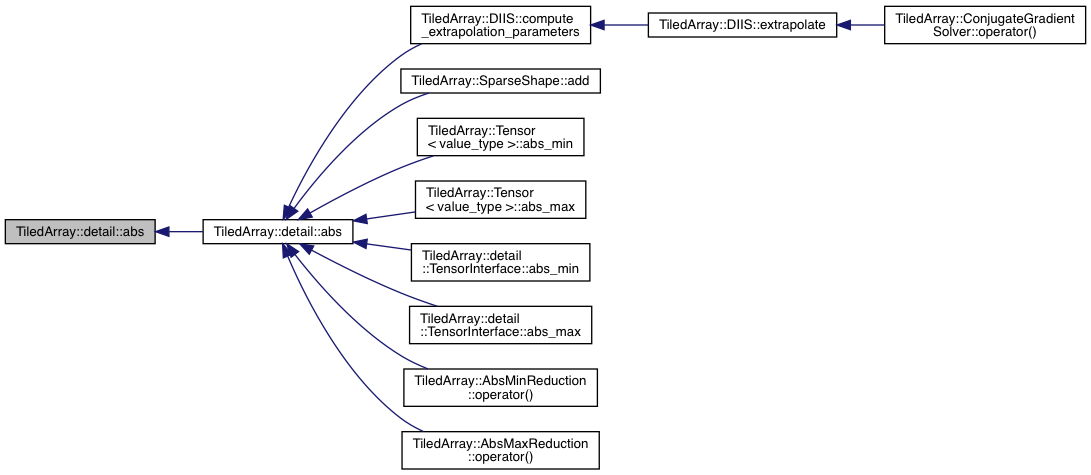 TiledArray::DIIS::compute
_extrapolation_parameters
TiledArray::DIIS::extrapolate
TiledArray::ConjugateGradient
Solver::operator()
TiledArray::SparseShape::add
TiledArray::Tensor
< value_type >::abs_min
TiledArray::Tensor
< value_type >::abs_max
TiledArray::detail::abs
TiledArray::detail::abs
TiledArray::detail
::TensorInterface::abs_min
TiledArray::detail
::TensorInterface::abs_max
TiledArray::AbsMinReduction
::operator()
TiledArray::AbsMaxReduction
::operator()